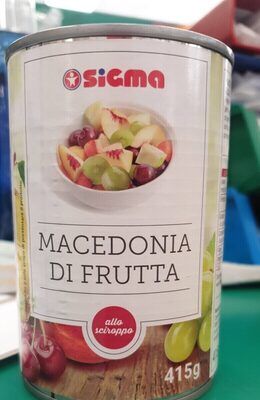 SIGMA
MACEDONIA
DI FRUTTA
allo
sciroppo
415g